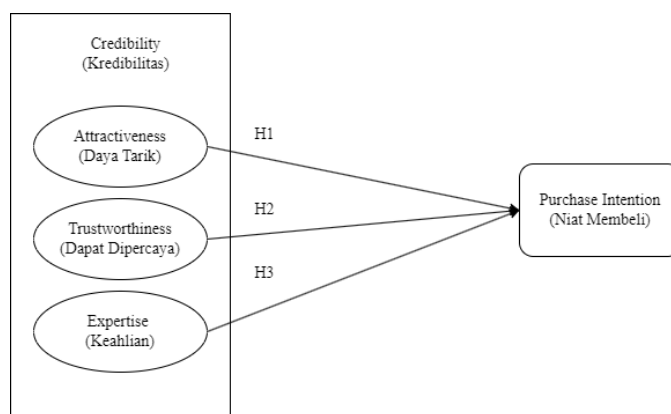 Credibility
(Kredibilitas)
Attractiveness
(Daya Tarik)
H1
Trustworthiness
(Dapat Dipercaya)
H2
Expertise
(Keahlian)
H3
Purchase Intention
(Niat Membeli)